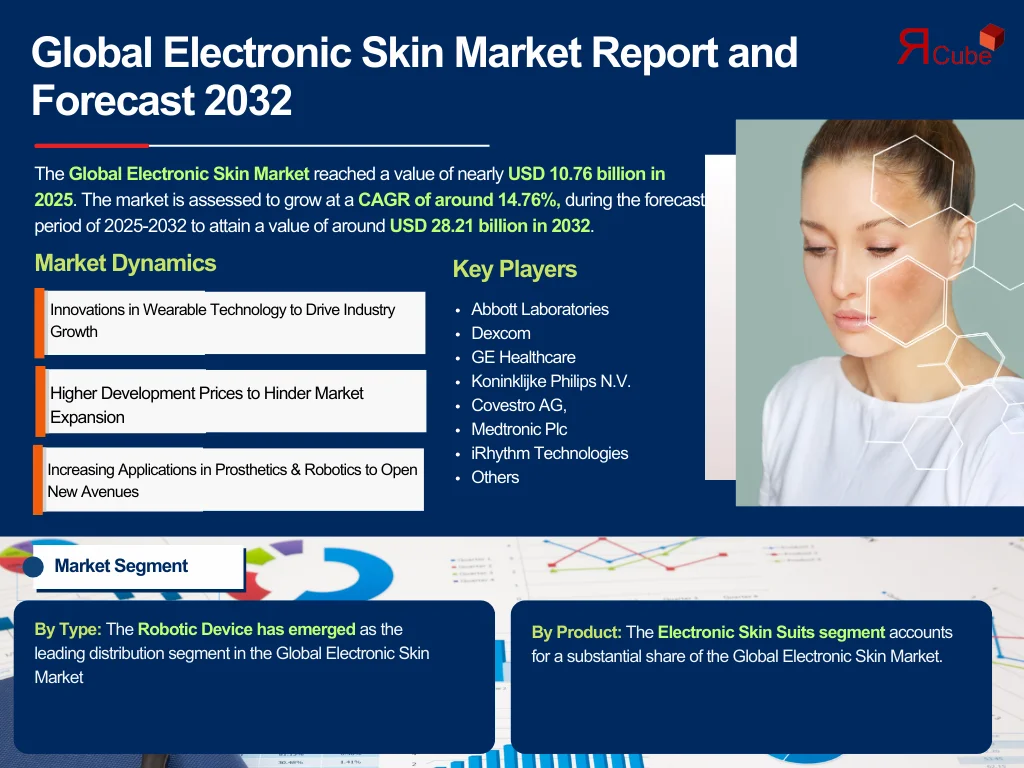 Global Electronic Skin Market Report and
Forecast 2032
ЯCube
The Global Electronic Skin Market reached a value of nearly USD 10.76 billion in
2025. The market is assessed to grow at a CAGR of around 14.76%, during the forecast
period of 2025-2032 to attain a value of around USD 28.21 billion in 2032.
Market Dynamics
Innovations in Wearable Technology to Drive Industry
Growth
Higher Development Prices to Hinder Market
Expansion
Increasing Applications in Prosthetics & Robotics to Open
New Avenues
Key Players
• Abbott Laboratories
• Dexcom
• GE Healthcare
• Koninklijke Philips N.V.
• Covestro AG,
• Medtronic Plc
• iRhythm Technologies
• Others
Market Segment
By Type: The Robotic Device has emerged as the
leading distribution segment in the Global Electronic Skin
Market
By Product: The Electronic Skin Suits segment accounts
for a substantial share of the Global Electronic Skin Market.